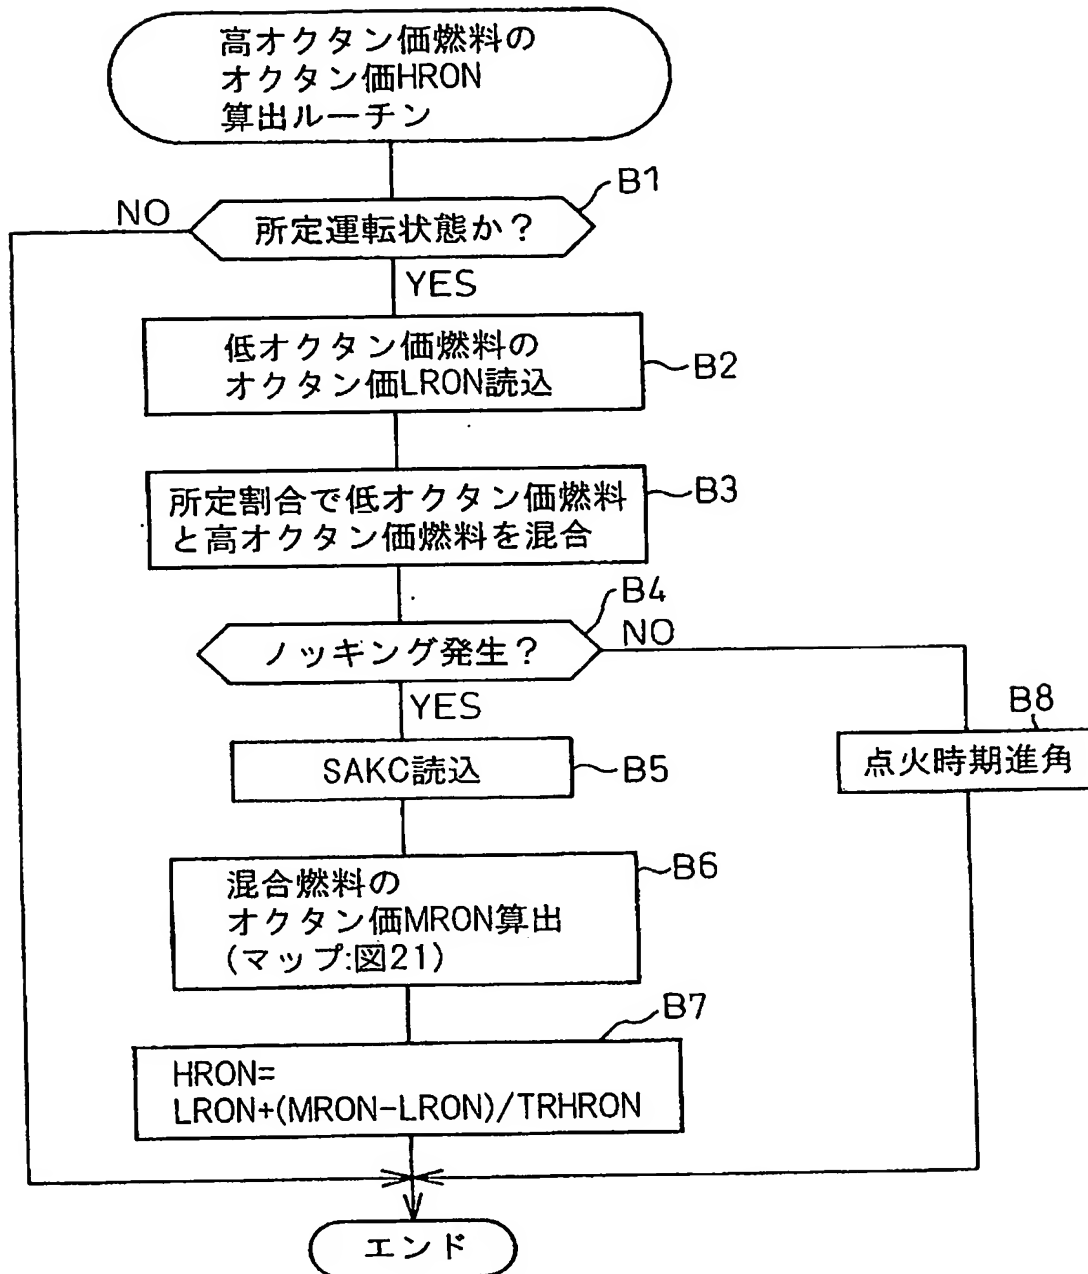 高オクタン価燃料の
オクタン価HRON
算出ルーチン
B1
NO
所定運転状態か?
YES
低オクタン価燃料の
オクタン価LRON読込
B2
所定割合で低オクタン価燃料
と高オクタン価燃料を混合
B3
B4
ノッキング発生?
NO
YES
B8
SAKC読込
B5
点火時期進角
混合燃料の
オクタン価MRON算出
(マップ:図21)
B6
B7
HRON=
LRON+(MRON-LRON)/TRHRON
エンド